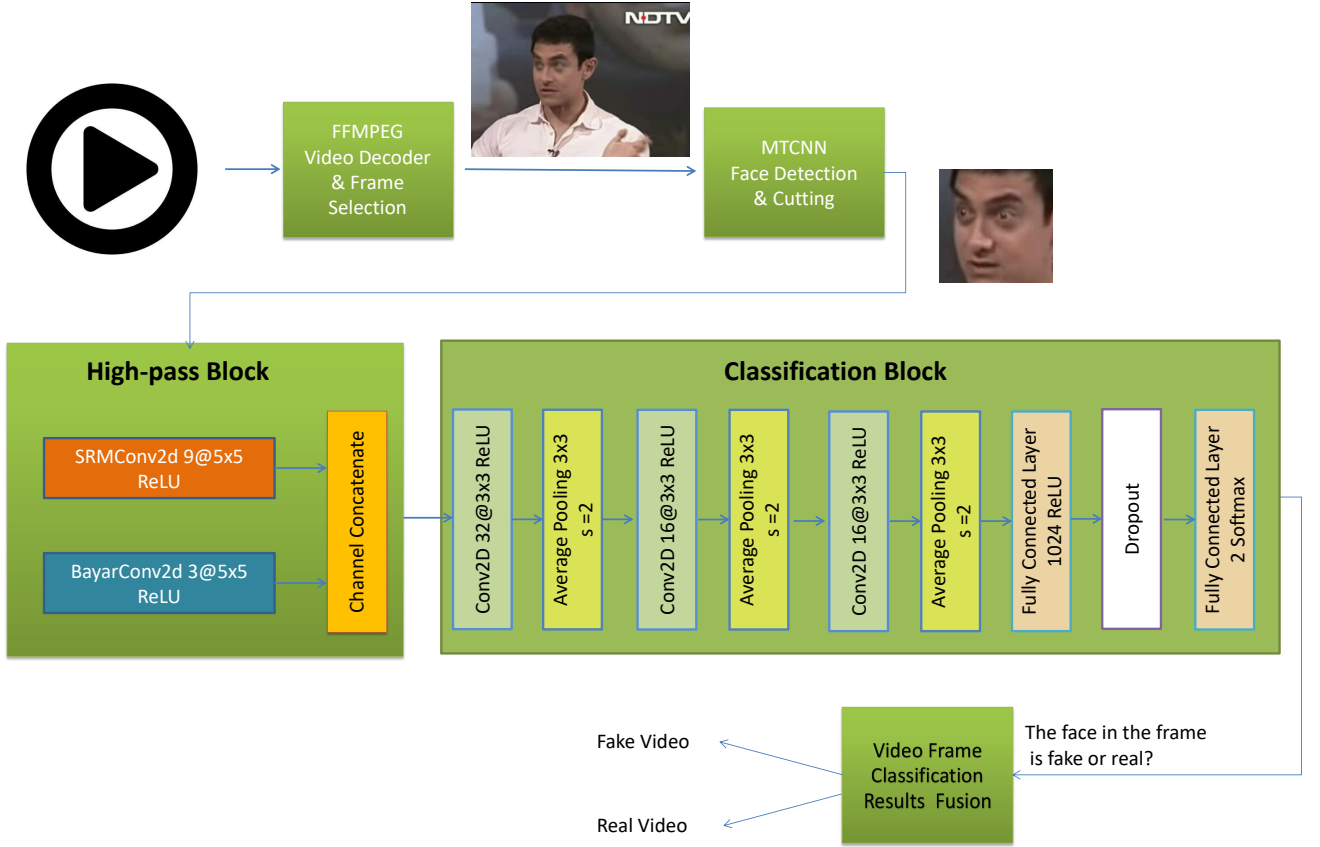 NDTV
FFMPEG
Video Decoder
& Frame
Selection
MTCNN
Face Detection
& Cutting
High-pass Block
SRMConv2d 9@5x5
ReLU
BayarConv2d 3@5x5
ReLU
Channel Concatenate
Classification Block
Conv2D 32@3x3 ReLU
Average Pooling 3x3
s =2
Conv2D 16@3x3 ReLU
Average Pooling 3x3
s =2
Conv2D 16@3x3 ReLU
Average Pooling 3x3
s =2
Fully Connected Layer
1024 ReLU
Dropout
Fully Connected Layer
2 Softmax
The face in the frame
is fake or real?
Video Frame
Classification
Results Fusion
Fake Video
Real Video